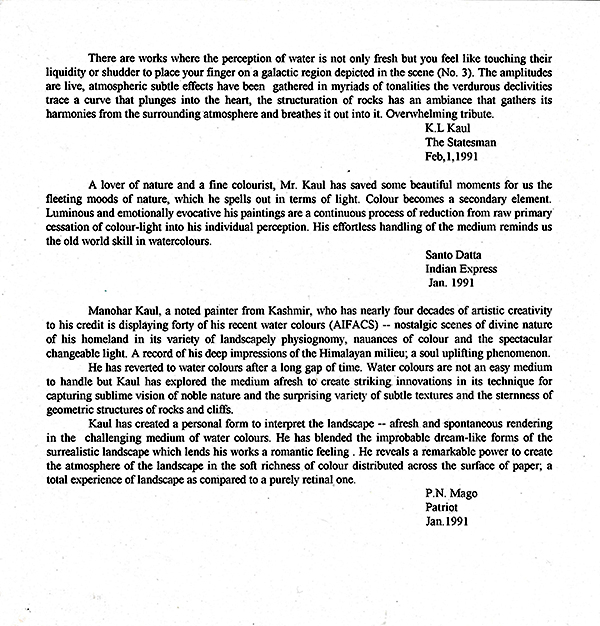 There are works where the perception of water is not only fresh but you feel like touching their
liquidity or shudder to place your finger on a galactic region depicted in the scene (No. 3). The amplitudes
are live, atmospheric subtle effects have been gathered in myriads of tonalities the verdurous declivities
trace a curve that plunges into the heart, the structuration of rocks has an ambiance that gathers its
harmonies from the surrounding atmosphere and breathes it out into it. Overwhelming tribute.
K.L Kaul
The Statesman
Feb,1,1991
A lover of nature and a fine colourist, Mr. Kaul has saved some beautiful moments for us the
fleeting moods of nature, which he spells out in terms of light. Colour becomes a secondary element.
Luminous and emotionally evocative his paintings are a continuous process of reduction from raw primary
cessation of colour-light into his individual perception. His effortless handling of the medium reminds us
the old world skill in watercolours.
Santo Datta
Indian Express
Jan. 1991
Manohar Kaul, a noted painter from Kashmir, who has nearly four decades of artistic creativity
to his credit is displaying forty of his recent water colours (AIFACS) -- nostalgic scenes of divine nature
of his homeland in its variety of landscapely physiognomy, nauances of colour and the spectacular
changeable light. A record of his deep impressions of the Himalayan milieu; a soul uplifting phenomenon.
He has reverted to water colours after a long gap of time. Water colours are not an easy medium
to handle but Kaul has explored the medium afresh to create striking innovations in its technique for
capturing sublime vision of noble nature and the surprising variety of subtle textures and the sternness of
geometric structures of rocks and cliffs.
Kaul has created a personal form to interpret the landscape -- afresh and spontaneous rendering
in the challenging medium of water colours. He has blended the improbable dream-like forms of the
surrealistic landscape which lends his works a romantic feeling . He reveals a remarkable power to create
the atmosphere of the landscape in the soft richness of colour distributed across the surface of paper; a
total experience of landscape as compared to a purely retinal one.
P.N. Mago
Patriot
Jan.1991